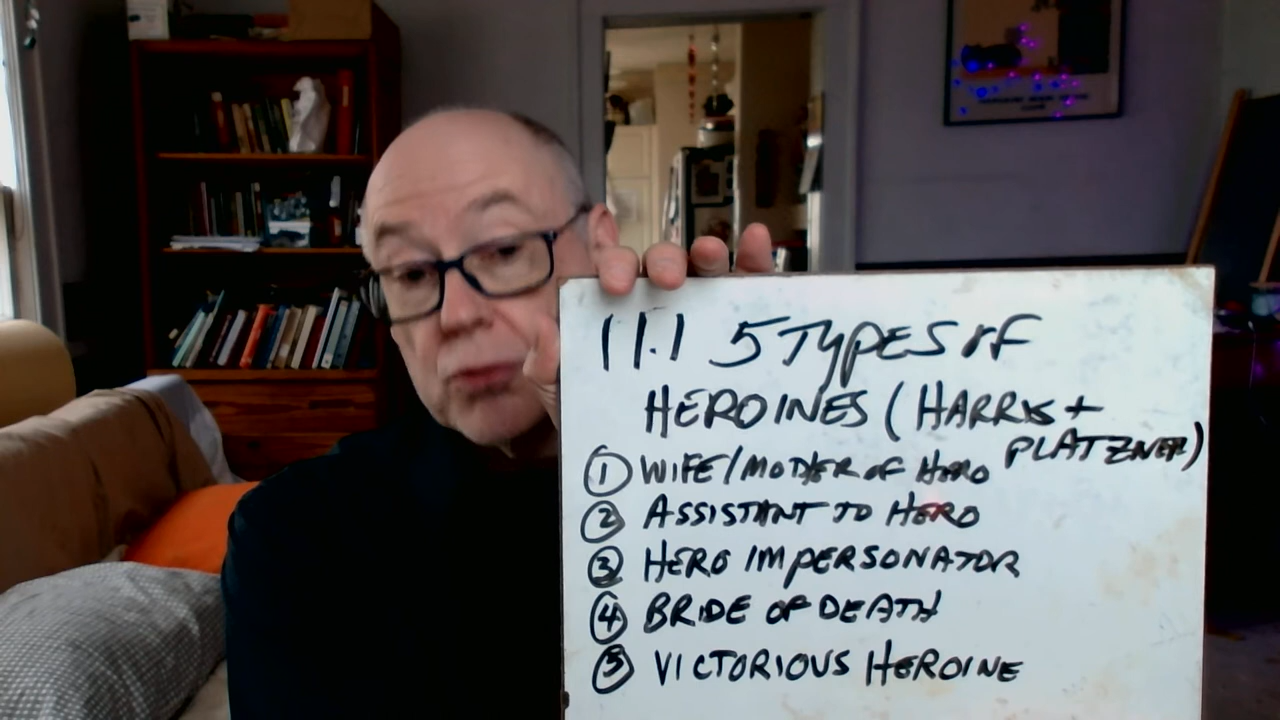 11.1 5 TYPES OF
HEROINES (HARRIS +
PLATZNER)
① WIFE/MOTHER OF HERO
② ASSISTANT TO HERO
③ HERO IMPERSONATOR
④ BRIDE OF DEATH
⑤ VICTORIOUS HEROINE